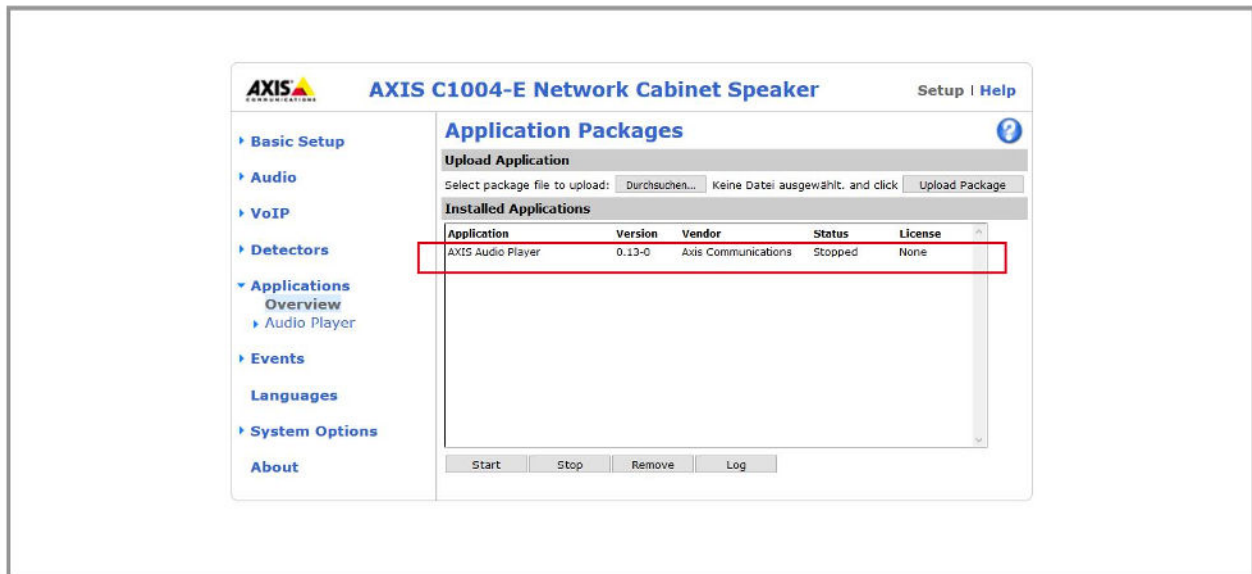 AXIS
COMMUNICATIONS
AXIS C1004-E Network Cabinet Speaker
Setup | Help
Basic Setup
Audio
VoIP
Detectors
Applications
Overview
Audio Player
Events
Languages
System Options
About
Application Packages
?
Upload Application
Select package file to upload: Durchsuchen... Keine Datei ausgewählt. and click Upload Package
Installed Applications
Application Version Vendor Status License
AXIS Audio Player 0.13-0 Axis Communications Stopped None
Start Stop Remove Log